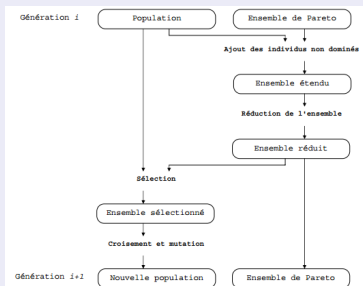 Génération i Population Ensemble de Pareto
Ajout des individus non dominés
Ensemble étendu
Réduction de l'ensemble
Ensemble réduit
Sélection
Ensemble sélectionné
Croisement et mutation
Génération i+1 Nouvelle population Ensemble de Pareto